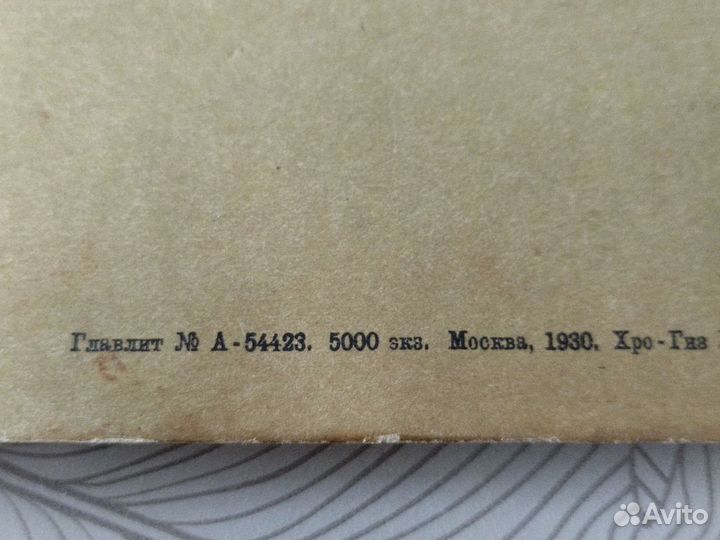 Главлит № А-54423. 5000 экз. Москва, 1930. Хро-Гиз
Avito